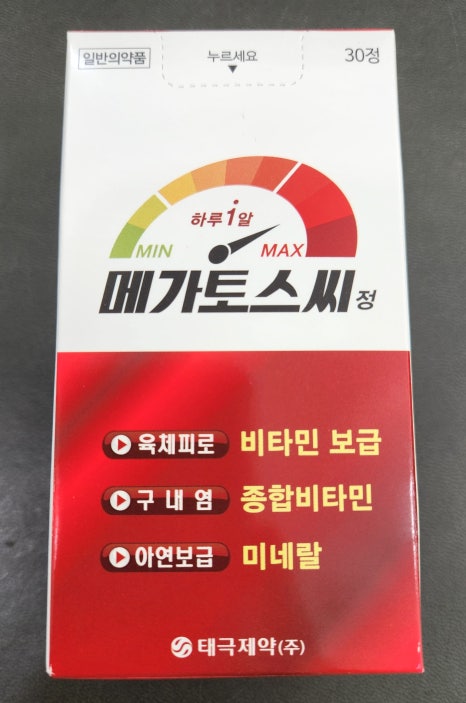 일반의약품
누르세요
30정
하루 1 알
MIN
MAX
메가토스씨정
육체피로 비타민 보급
구내염 종합비타민
아연보급 미네랄
태극제약(주)